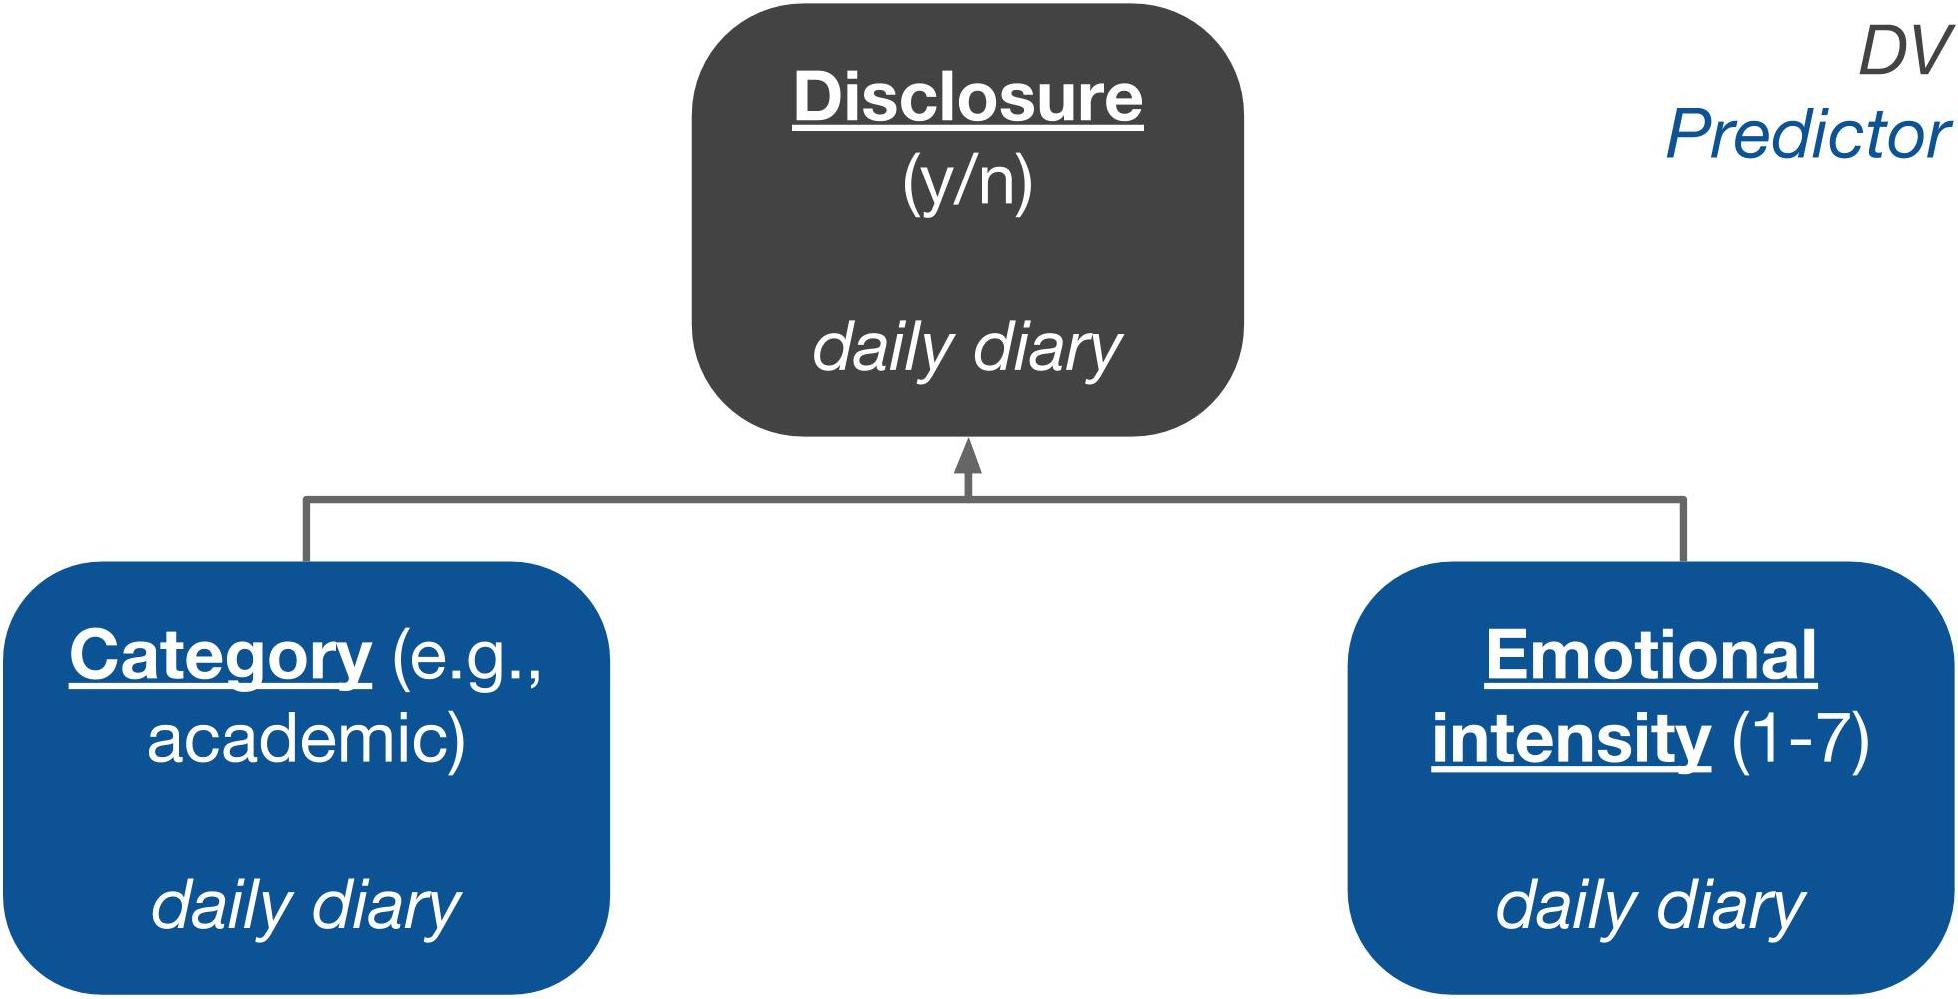 DV
Predictor
Disclosure
(y/n)
daily diary
Category (e.g.,
academic)
daily diary
Emotional
intensity (1-7)
daily diary